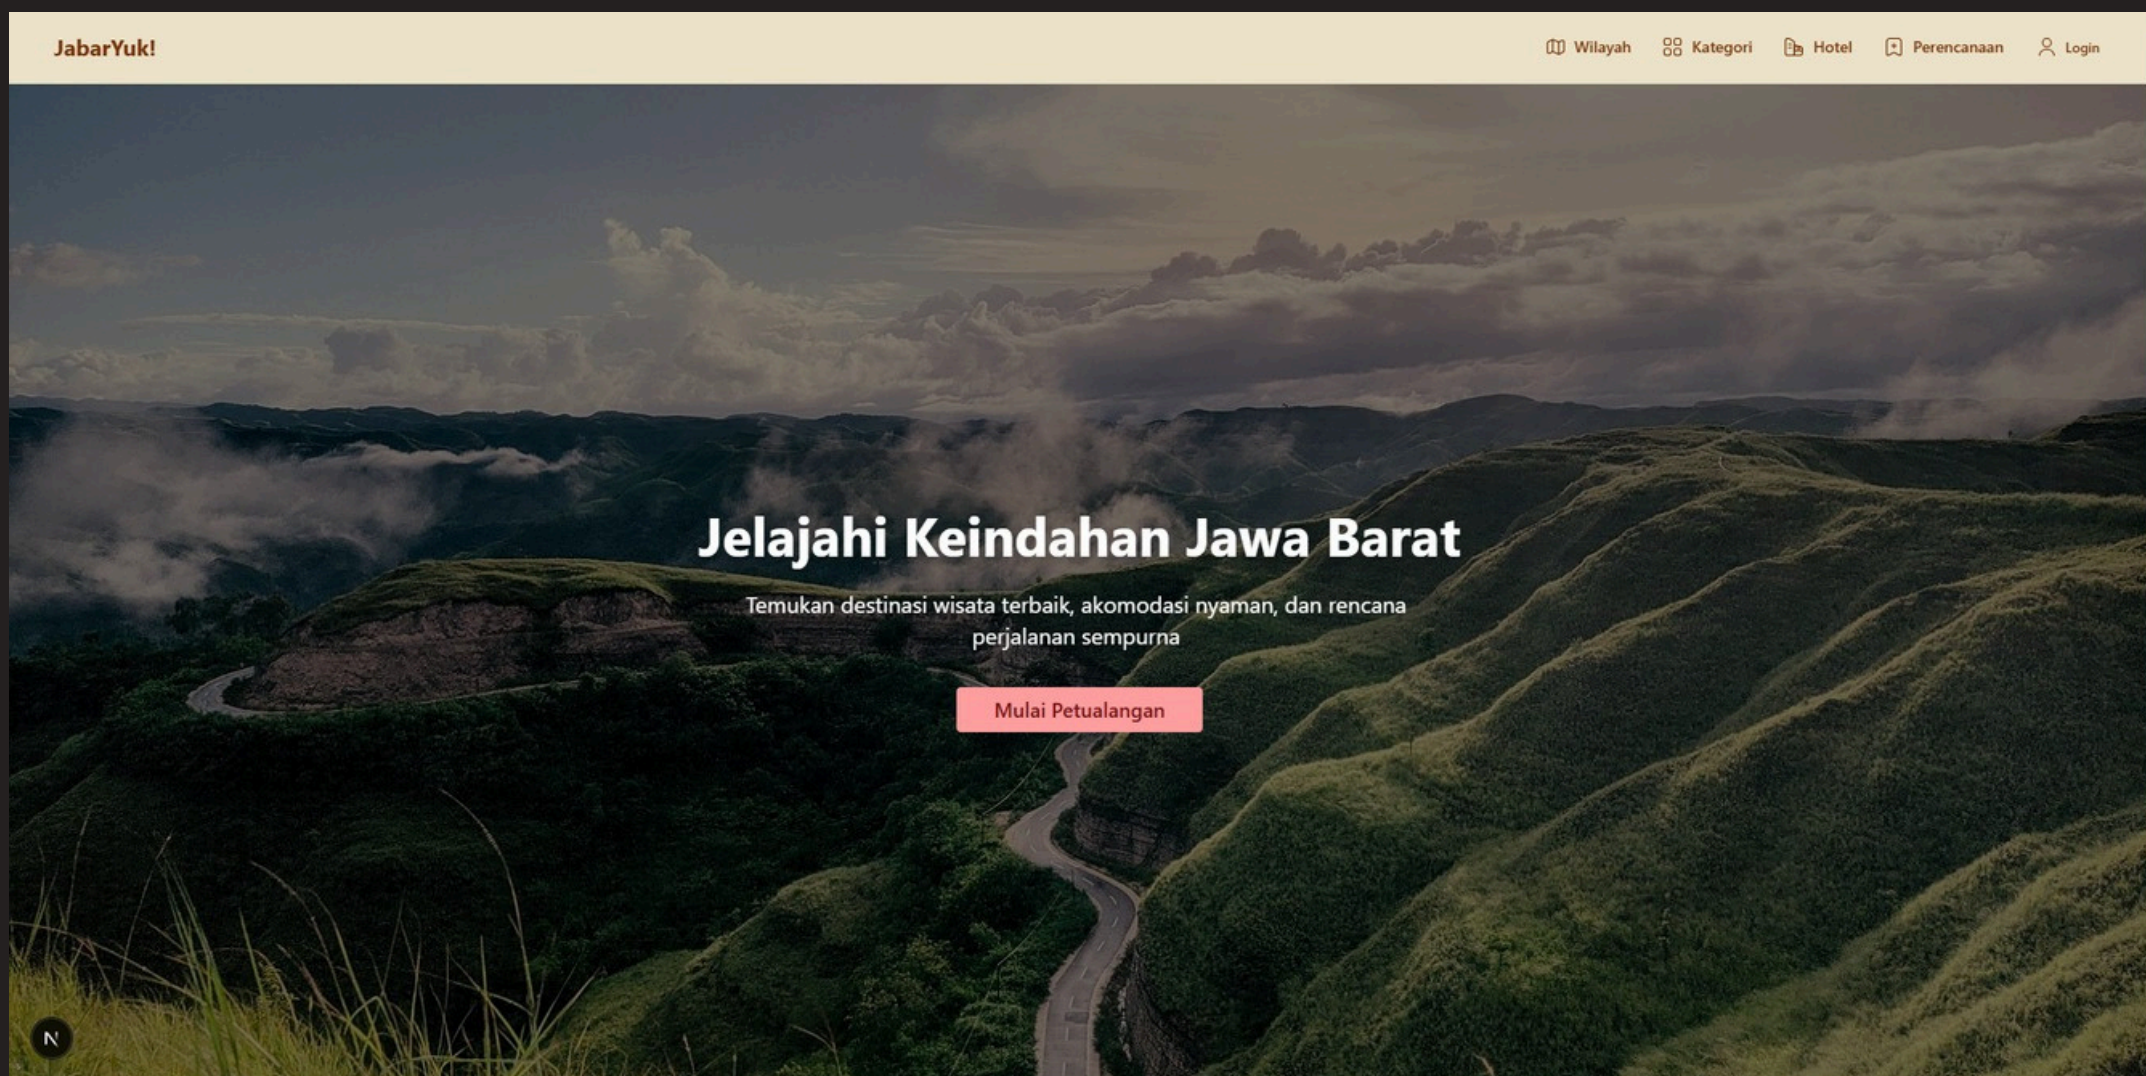 JabarYuk!
Wilayah
Kategori
Hotel
Perencanaan
Login
Jelajahi Keindahan Jawa Barat
Temukan destinasi wisata terbaik, akomodasi nyaman, dan rencana
perjalanan sempurna
Mulai Petualangan
N